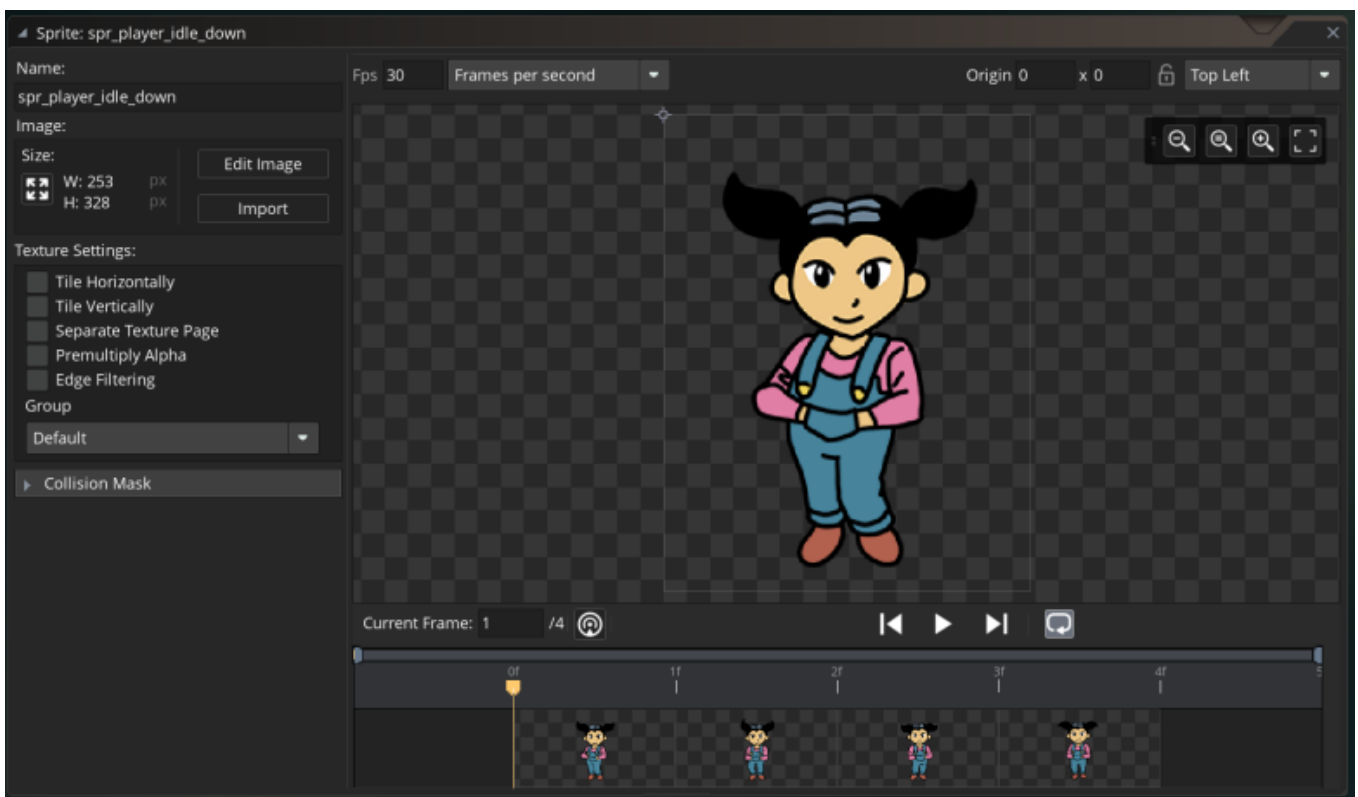 Sprite: spr_player_idle_down
Name:
spr_player_idle_down
Image:
Size:
W: 253 px
H: 328 px
Edit Image
Import
Texture Settings:
Tile Horizontally
Tile Vertically
Separate Texture Page
Premultiply Alpha
Edge Filtering
Group
Default
Collision Mask
Fps 30 Frames per second
Origin 0 x 0 Top Left
Current Frame: 1 /4
0f 1f 2f 3f 4f 5